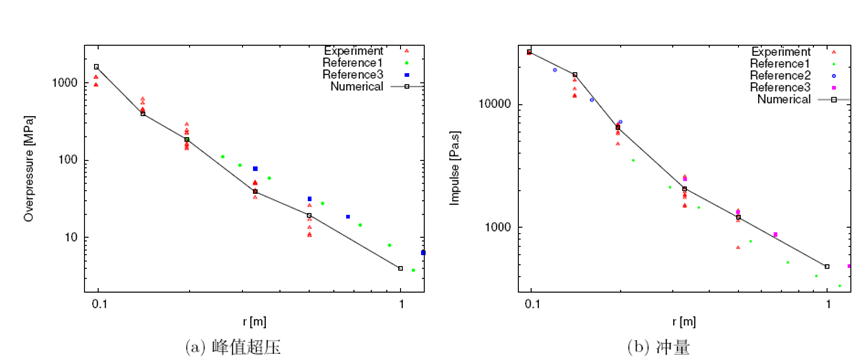 Experiment
Reference1
Reference3
Numerical
1000
100
10
Overpressure [MPa]
0.1
1
r [m]
(a) 峰值超压
Experiment
Reference1
Reference2
Reference3
Numerical
10000
1000
Impulse [Pa.s]
0.1
1
r [m]
(b) 冲量